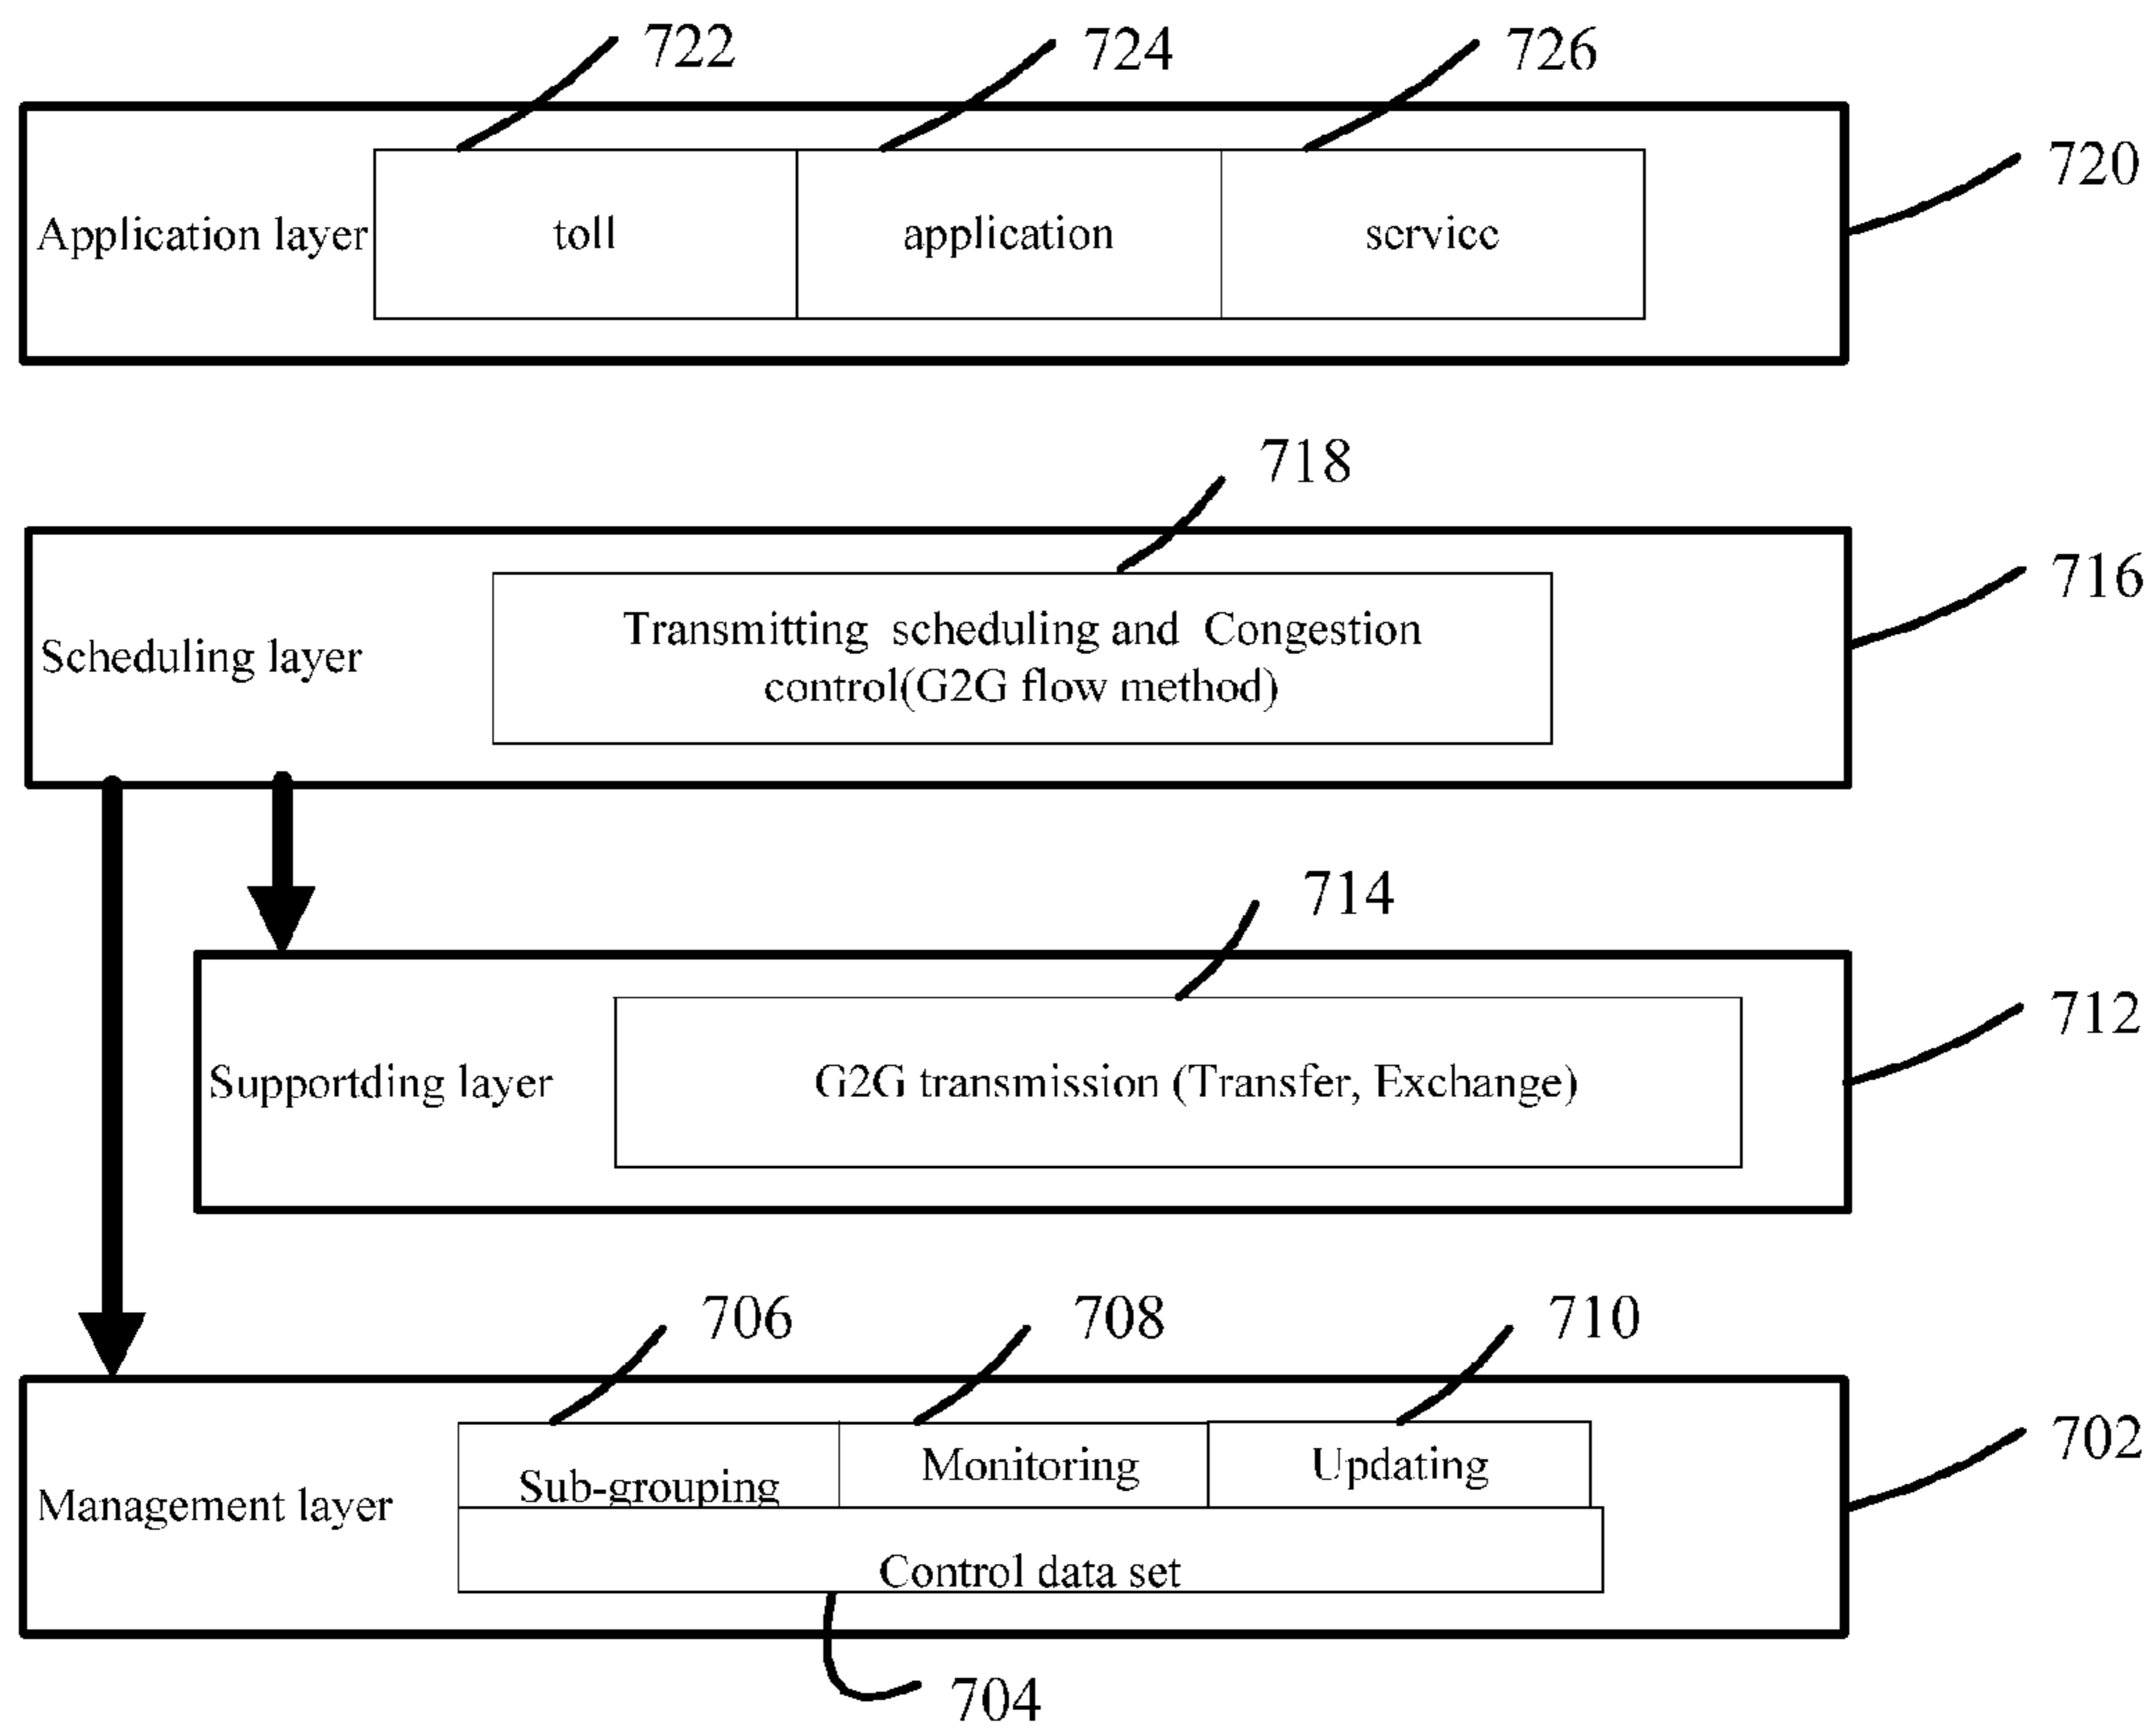 722
724
726
720
Application layer
toll
application
service
718
716
Scheduling layer
Transmitting scheduling and Congestion
control(G2G flow method)
714
712
Supportding layer
G2G transmission (Transfer, Exchange)
706
708
710
702
Management layer
Sub-grouping
Monitoring
Updating
Control data set
704